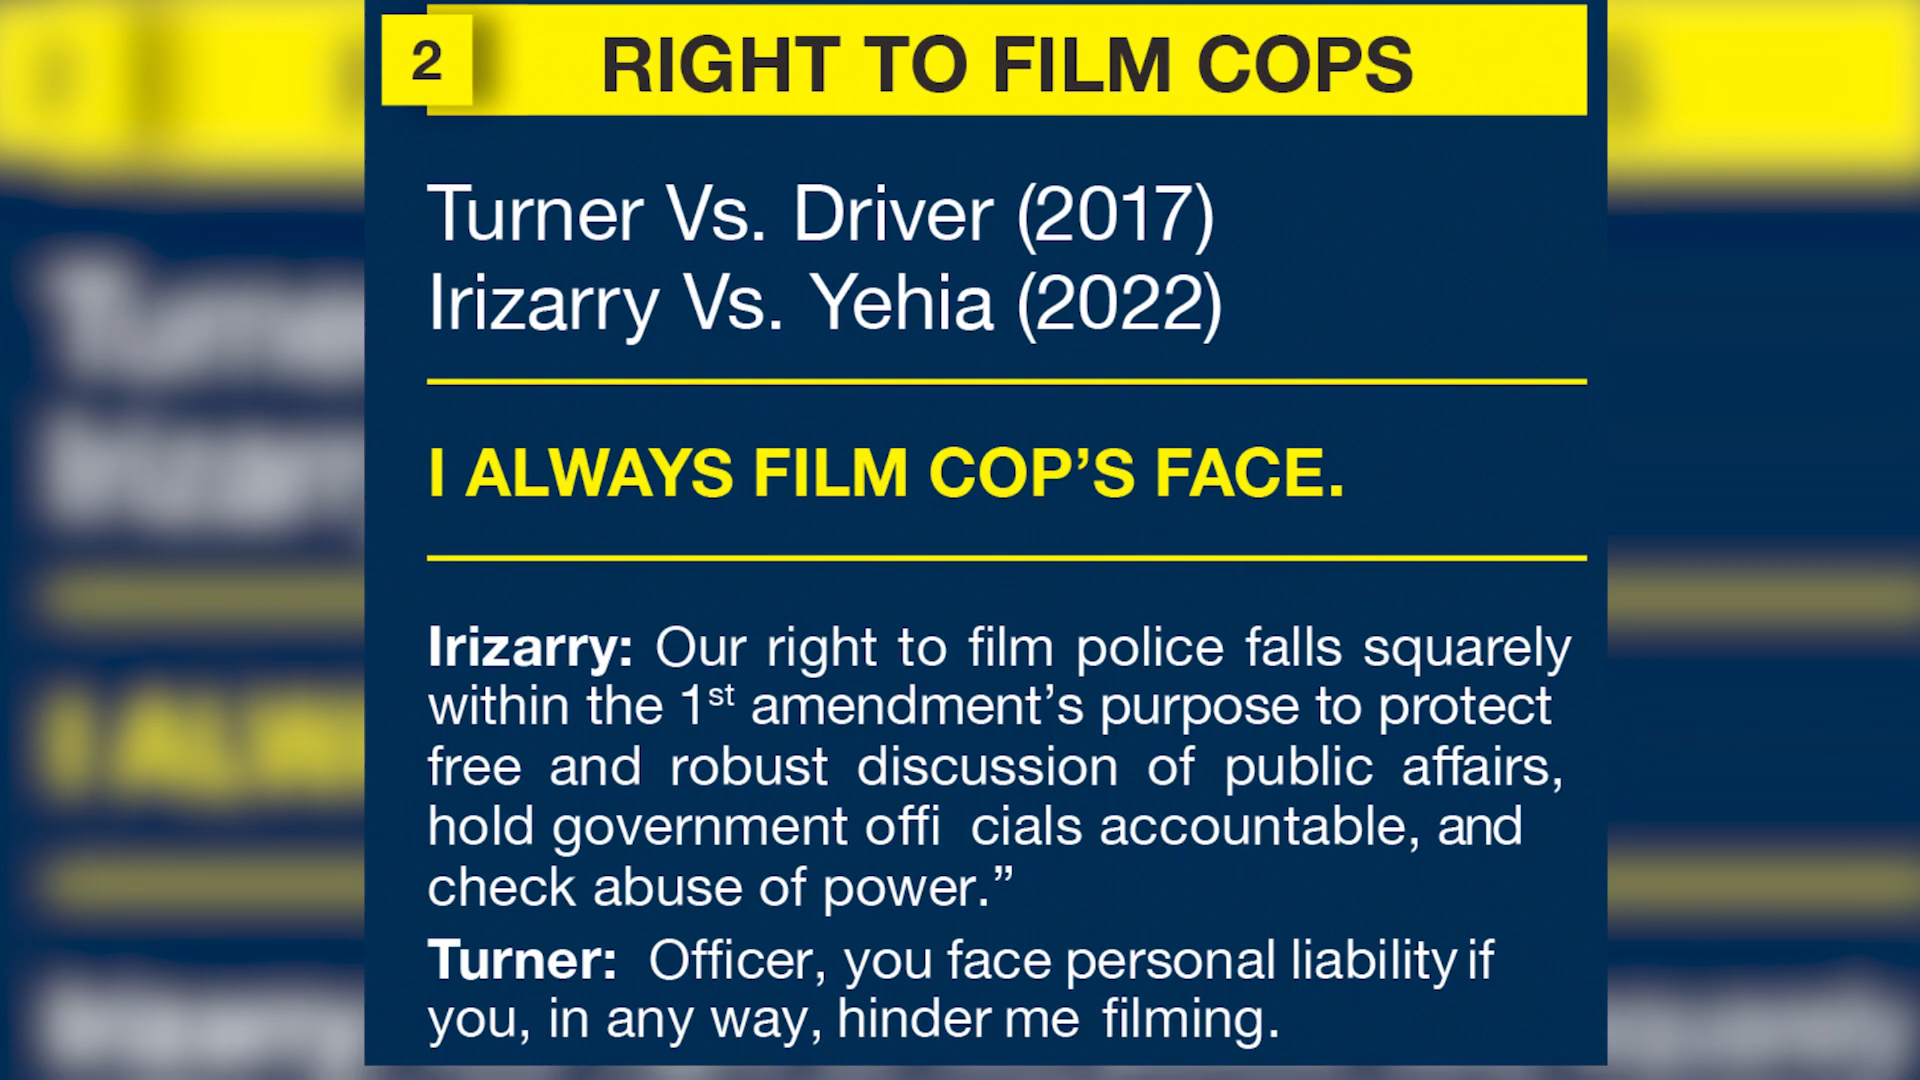 2
RIGHT TO FILM COPS
Turner Vs. Driver (2017)
Irizarry Vs. Yehia (2022)
I ALWAYS FILM COP’S FACE.
Irizarry: Our right to film police falls squarely
within the 1st amendment’s purpose to protect
free and robust discussion of public affairs,
hold government offi cials accountable, and
check abuse of power.”
Turner: Officer, you face personal liability if
you, in any way, hinder me filming.